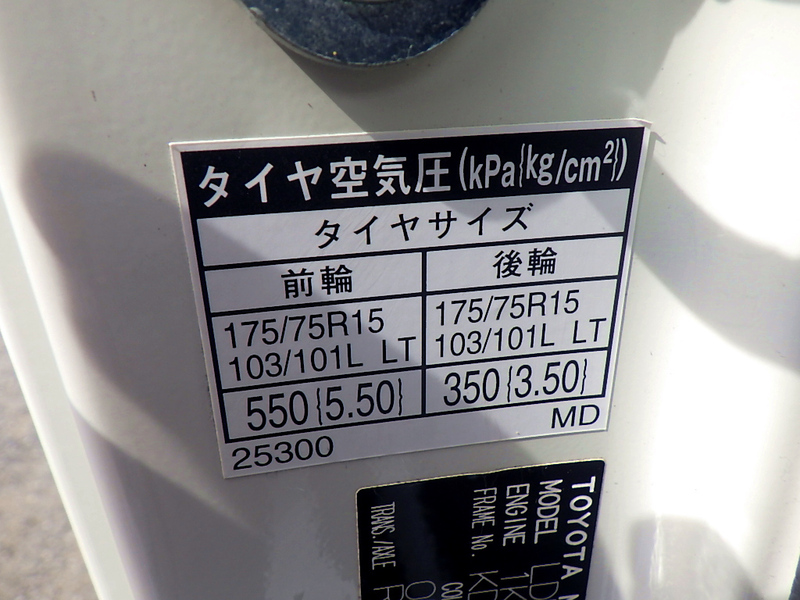 タイヤ空気圧(kPa{kg/cm²})
タイヤサイズ
前輪 後輪
175/75R15 175/75R15
103/101L LT 103/101L LT
550{5.50} 350{3.50}
25300 MD
TOYOTA
MODEL LD
ENGINE 1K
FRAME No.
TRANS./AXLE